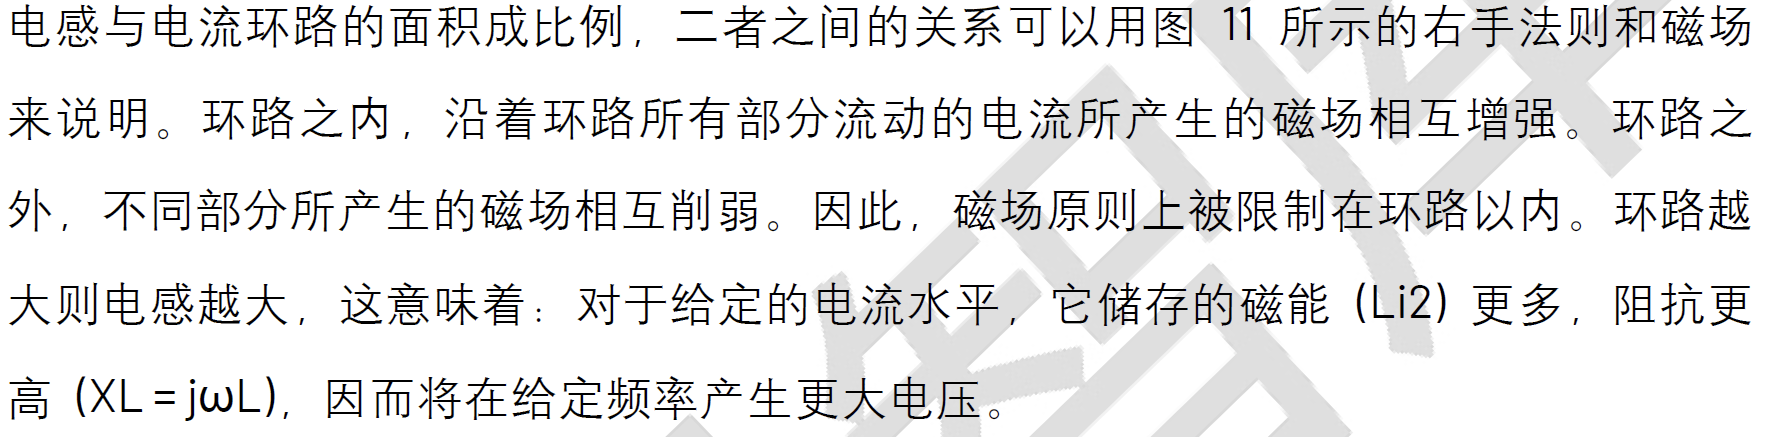 电感与电流环路的面积成比例，二者之间的关系可以用图 11 所示的右手法则和磁场
来说明。环路之内，沿着环路所有部分流动的电流所产生的磁场相互增强。环路之
外，不同部分所产生的磁场相互削弱。因此，磁场原则上被限制在环路以内。环路越
大则电感越大，这意味着：对于给定的电流水平，它储存的磁能 (Li2) 更多，阻抗更
高 (XL = jωL)，因而将在给定频率产生更大电压。